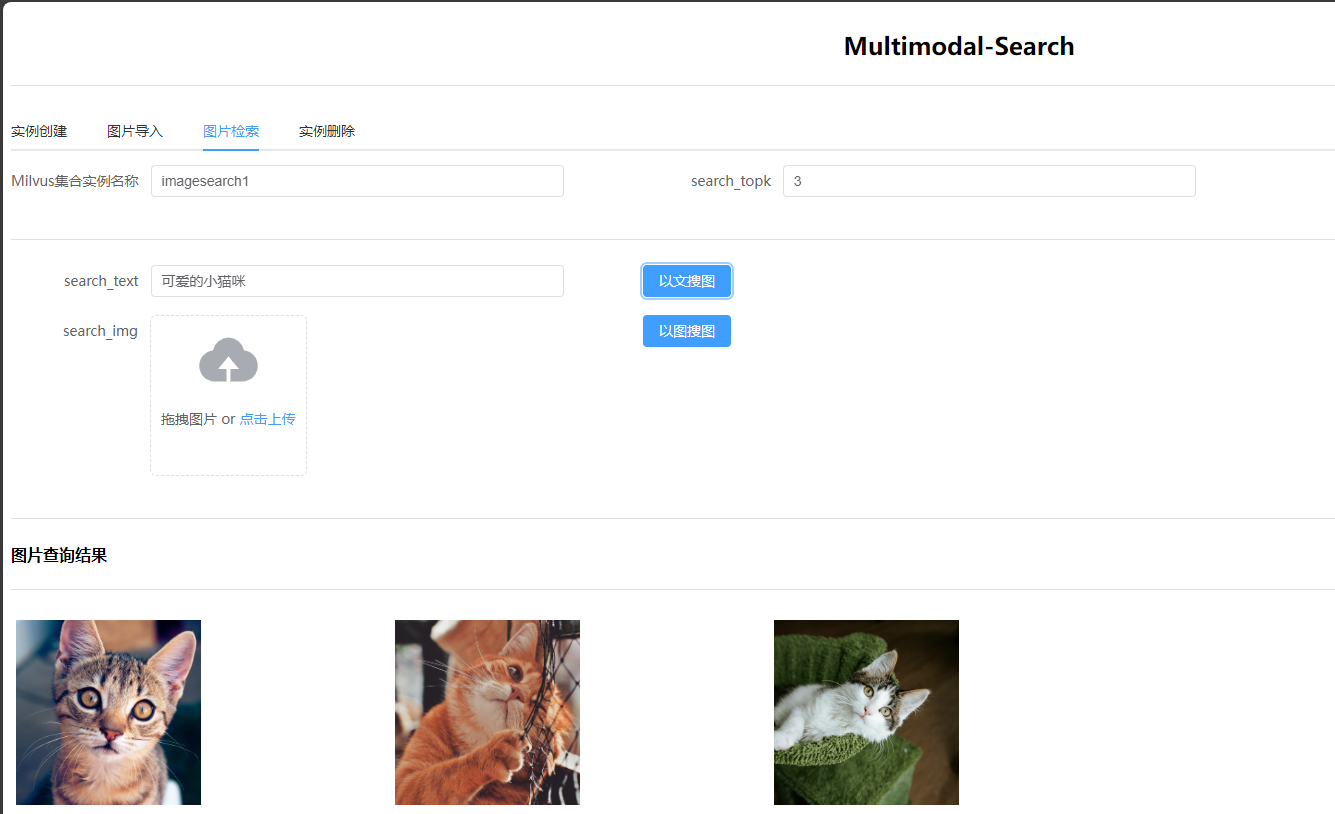 Multimodal-Search
实例创建 图片导入 图片检索 实例删除
Milvus集合实例名称 imagesearch1 search_topk 3
search_text 可爱的小猫咪 以文搜图
search_img 以图搜图
拖拽图片 or 点击上传
图片查询结果